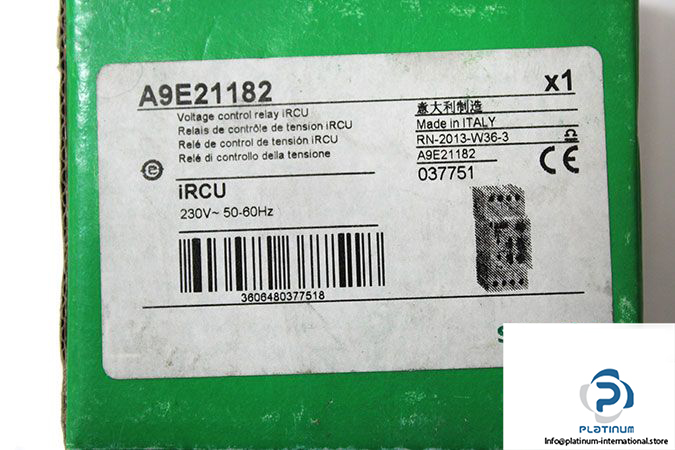 A9E21182
x1
Voltage control relay iRCU
Relais de contrôle de tension iRCU
Relé de control de tensión iRCU
Relé di controllo della tensione
iRCU
230V~ 50-60Hz
3606480377518
意大利制造
Made in ITALY
RN-2013-W36-3
A9E21182
037751
CE
PLATINUM
Info@platinum-international.store